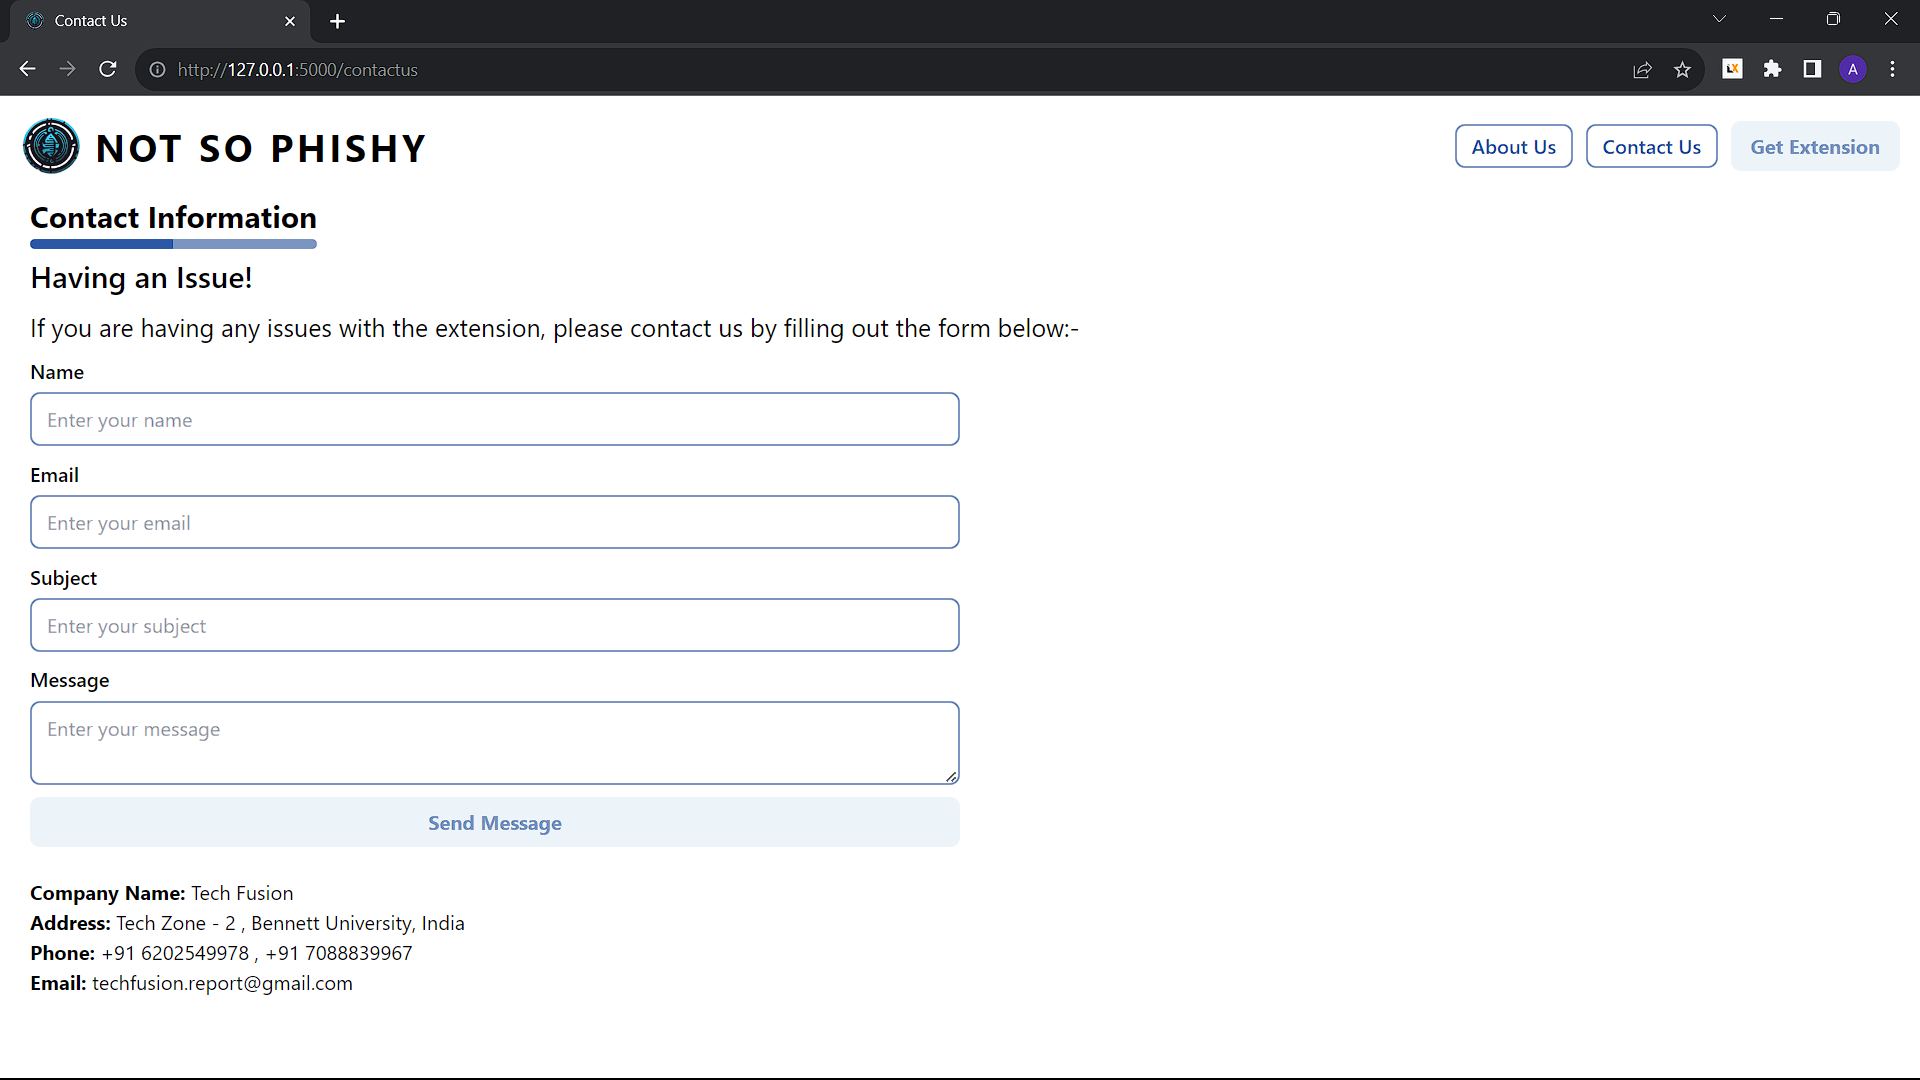 Contact Us
http://127.0.0.1:5000/contactus
A
NOT SO PHISHY
About Us
Contact Us
Get Extension
Contact Information
Having an Issue!
If you are having any issues with the extension, please contact us by filling out the form below:-
Name
Enter your name
Email
Enter your email
Subject
Enter your subject
Message
Enter your message
Send Message
Company Name: Tech Fusion
Address: Tech Zone - 2 , Bennett University, India
Phone: +91 6202549978 , +91 7088839967
Email: techfusion.report@gmail.com